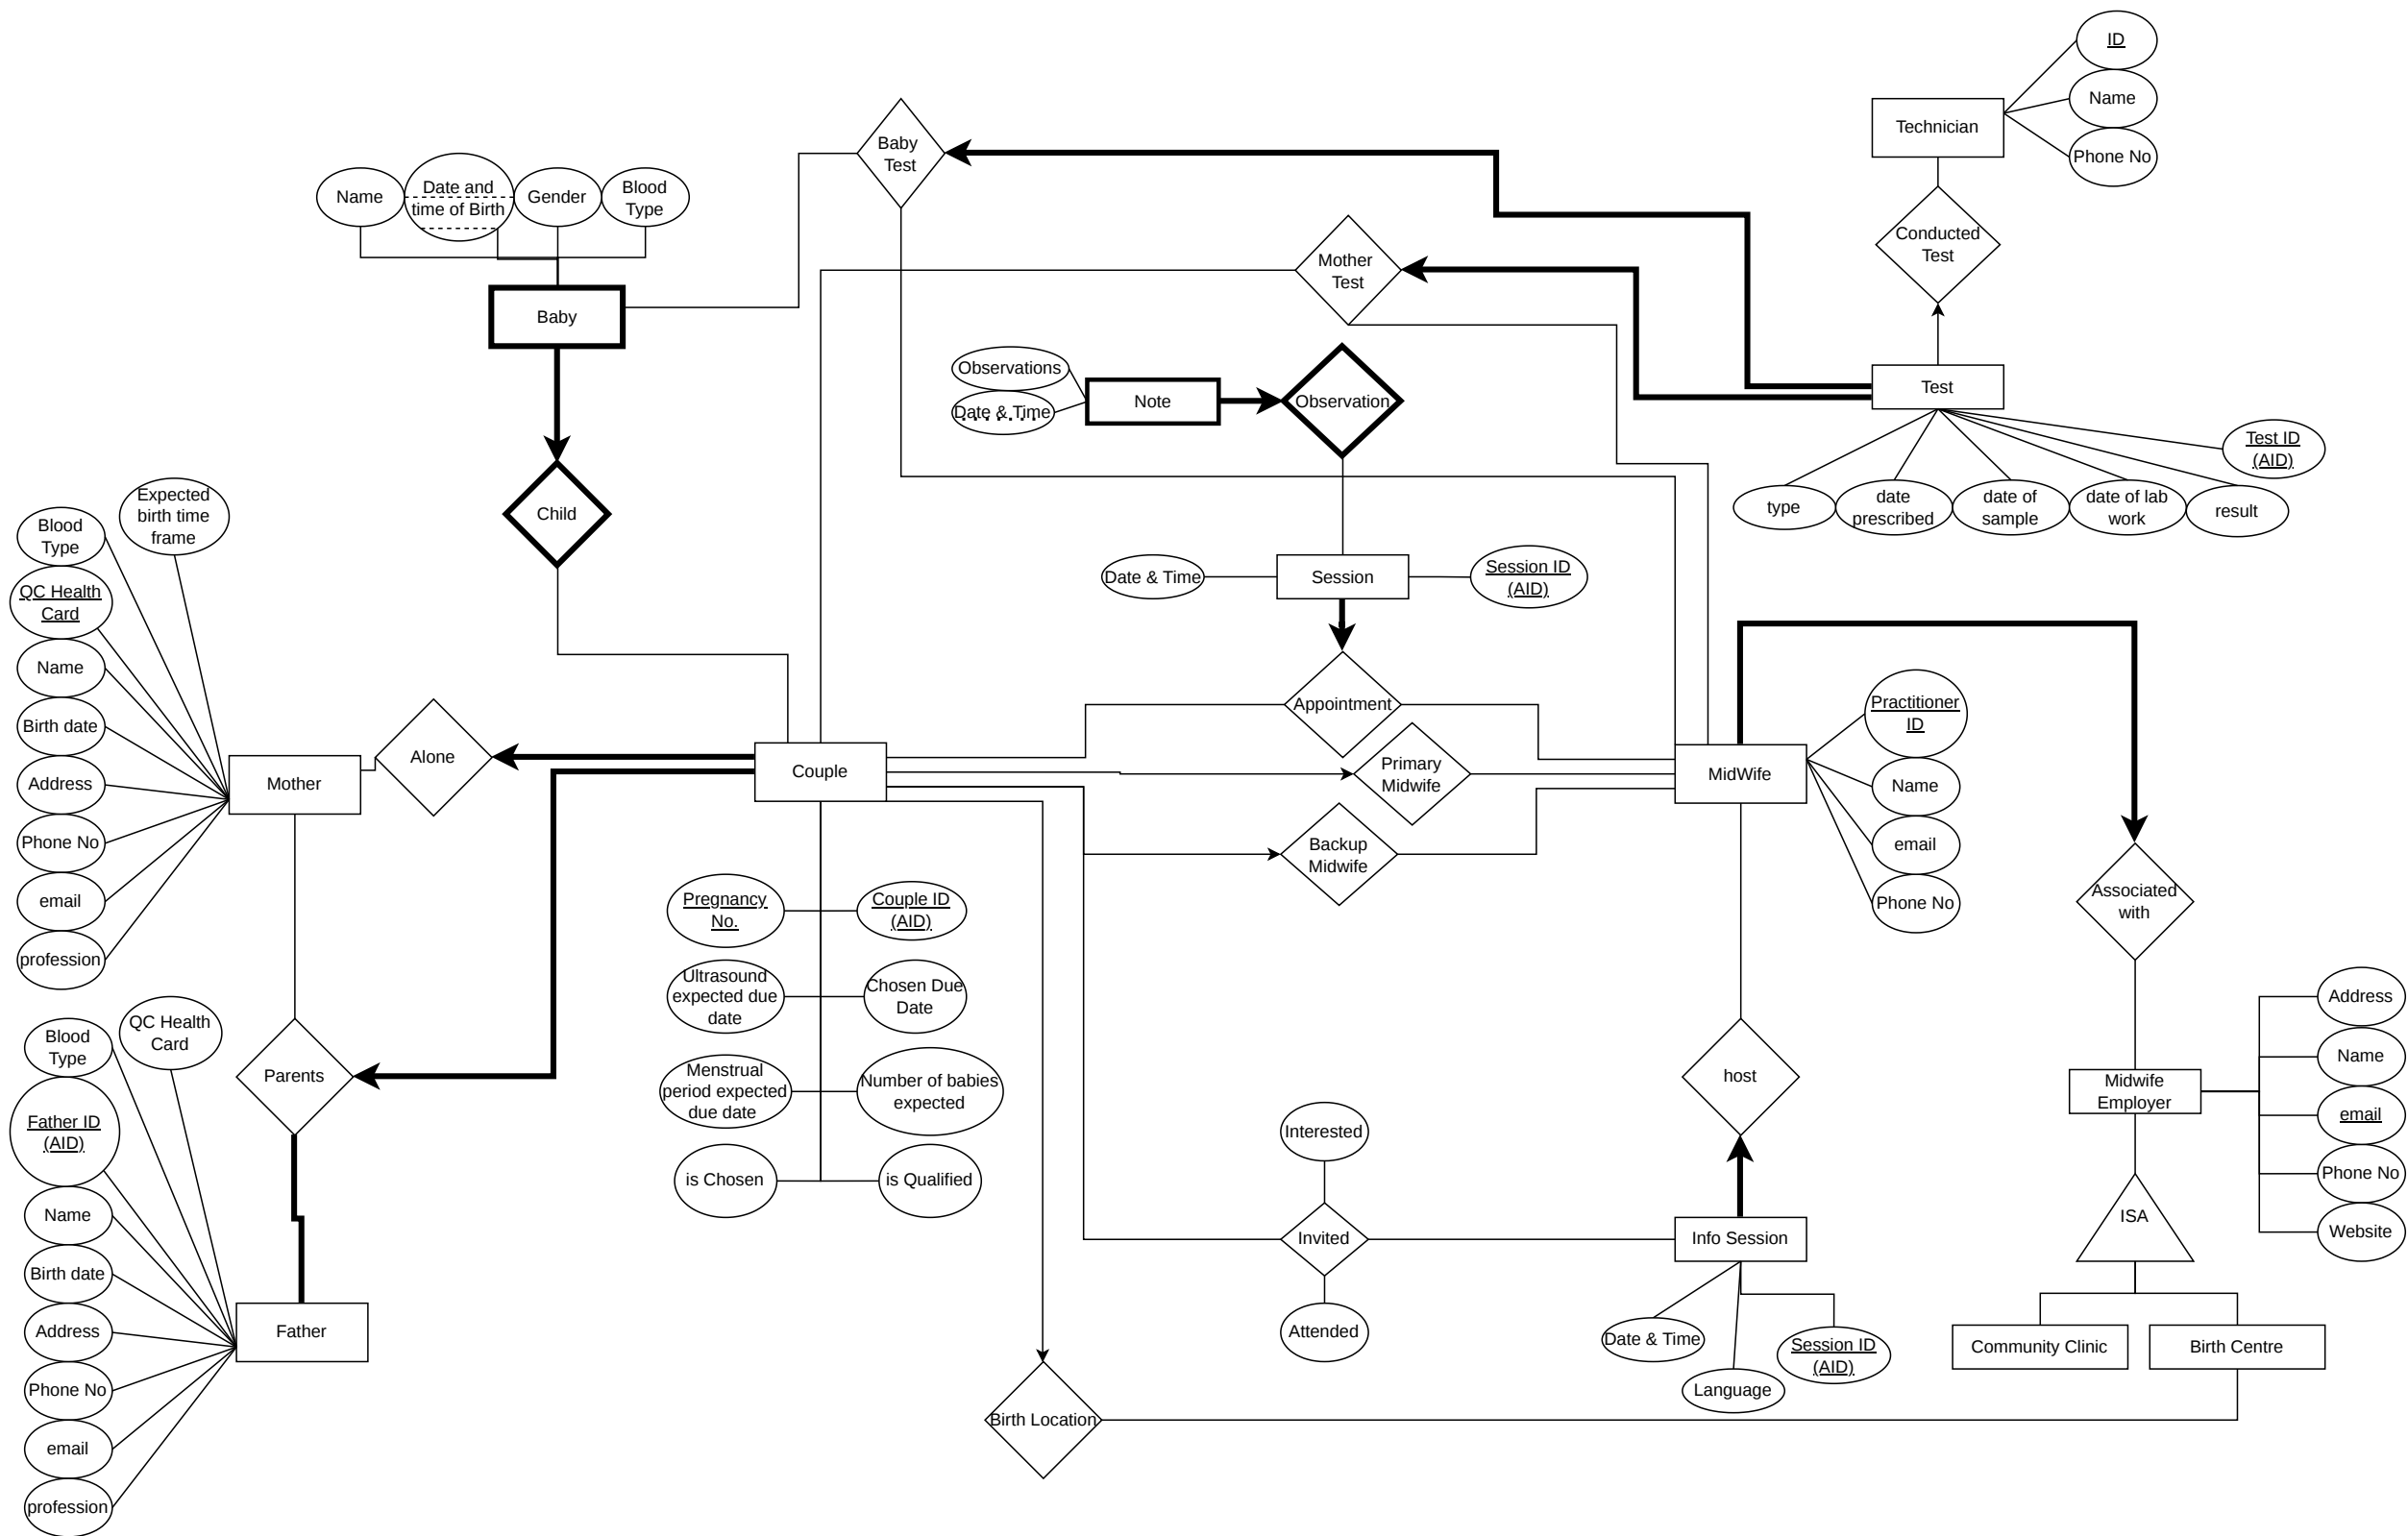 ID
Technician
Name
Phone No
Baby
Test
Name
Date and
time of Birth
Gender
Blood
Type
Conducted
Test
Mother
Test
Baby
Observations
Date & Time
Note
Observation
Test
Test ID
(AID)
type
date
prescribed
date of
sample
date of lab
work
result
Child
Expected
birth time
frame
Blood
Type
QC Health
Card
Name
Birth date
Address
Phone No
email
profession
Mother
Alone
Date & Time
Session
Session ID
(AID)
Appointment
Couple
Primary
Midwife
Backup
Midwife
MidWife
Practitioner
ID
Name
email
Phone No
Associated
with
Pregnancy
No.
Couple ID
(AID)
Ultrasound
expected due
date
Chosen Due
Date
Menstrual
period expected
due date
Number of babies
expected
is Chosen
is Qualified
Parents
QC Health
Card
Blood
Type
Father ID
(AID)
Name
Birth date
Address
Phone No
email
profession
Father
host
Midwife
Employer
Address
Name
email
Phone No
Website
ISA
Interested
Invited
Attended
Info Session
Date & Time
Language
Session ID
(AID)
Community Clinic
Birth Centre
Birth Location